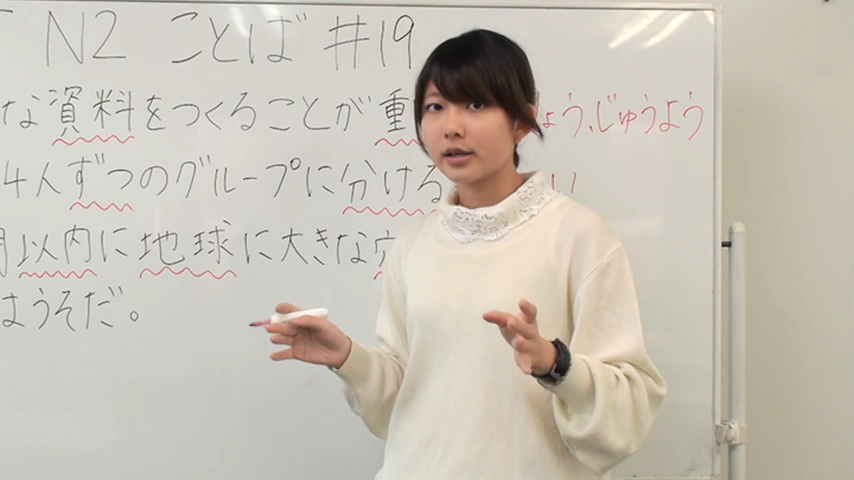 N2 ことば #19
な資料をつくることが重 ょう、じゅうよう
4人ずつのグループに分ける
以内に地球に大きな穴
はうそだ。